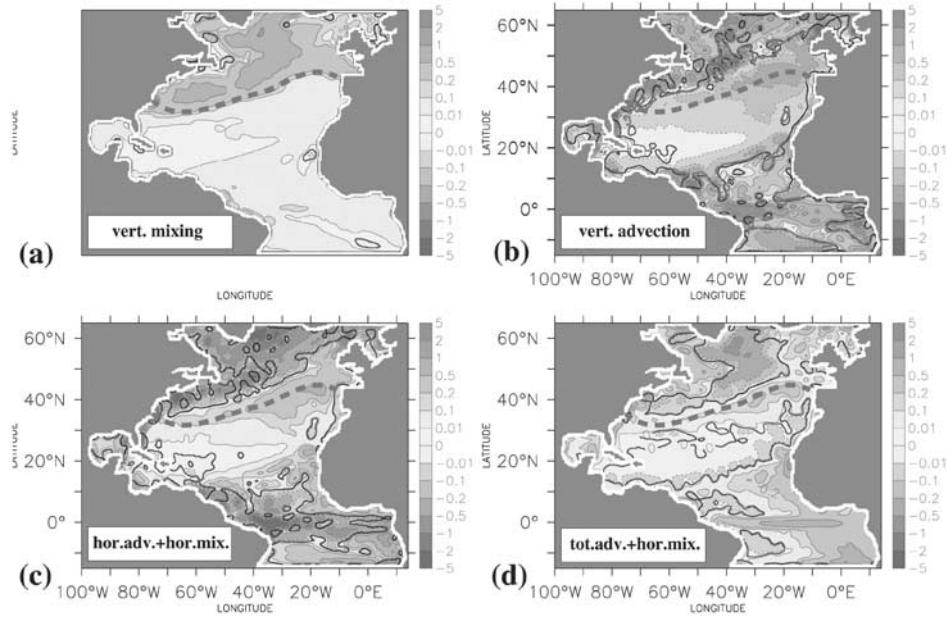 5
2
1
0.5
0.2
0.1
0.01
0
-0.01
-0.1
-0.2
-0.5
-1
-2
-5
LATITUDE
vert. mixing
(a)
LONGITUDE
60°N
40°N
20°N
0°
LATITUDE
5
2
1
0.5
0.2
0.1
0.01
0
-0.01
-0.1
-0.2
-0.5
-1
-2
-5
vert. advection
(b)
100°W 80°W 60°W 40°W 20°W 0°E
LONGITUDE
60°N
40°N
20°N
0°
LATITUDE
5
2
1
0.5
0.2
0.1
0.01
0
-0.01
-0.1
-0.2
-0.5
-1
-2
-5
hor.adv.+hor.mix.
(c)
100°W 80°W 60°W 40°W 20°W 0°E
LONGITUDE
60°N
40°N
20°N
0°
LATITUDE
5
2
1
0.5
0.2
0.1
0.01
0
-0.01
-0.1
-0.2
-0.5
-1
-2
-5
tot.adv.+hor.mix.
(d)
100°W 80°W 60°W 40°W 20°W 0°E
LONGITUDE